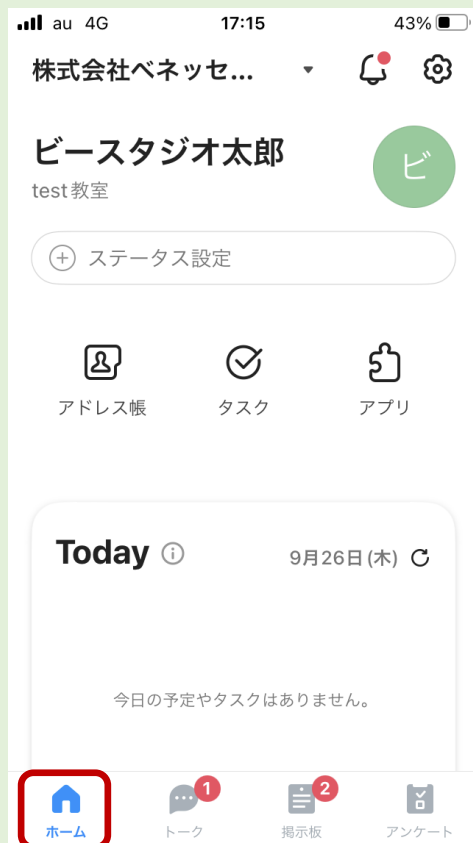 au 4G 17:15 43%
株式会社ベネッセ...
ビースタジオ太郎
test教室
ビ
ステータス設定
アドレス帳 タスク アプリ
Today 9月26日(木)
今日の予定やタスクはありません。
1 2
ホーム トーク 掲示板 アンケート